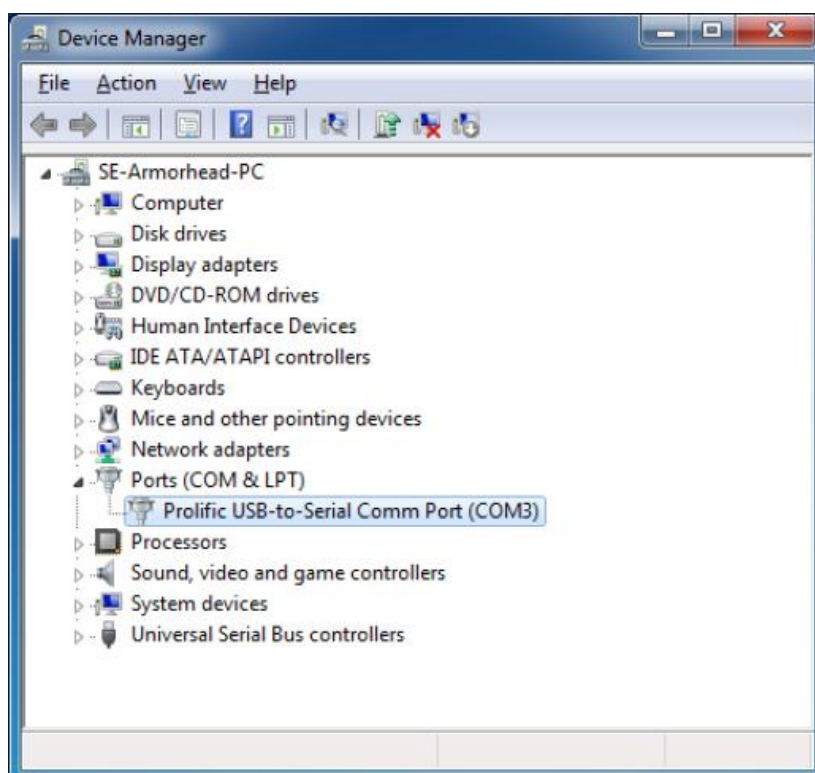 Device Manager
File Action View Help
SE-Armorhead-PC
Computer
Disk drives
Display adapters
DVD/CD-ROM drives
Human Interface Devices
IDE ATA/ATAPI controllers
Keyboards
Mice and other pointing devices
Network adapters
Ports (COM & LPT)
Prolific USB-to-Serial Comm Port (COM3)
Processors
Sound, video and game controllers
System devices
Universal Serial Bus controllers